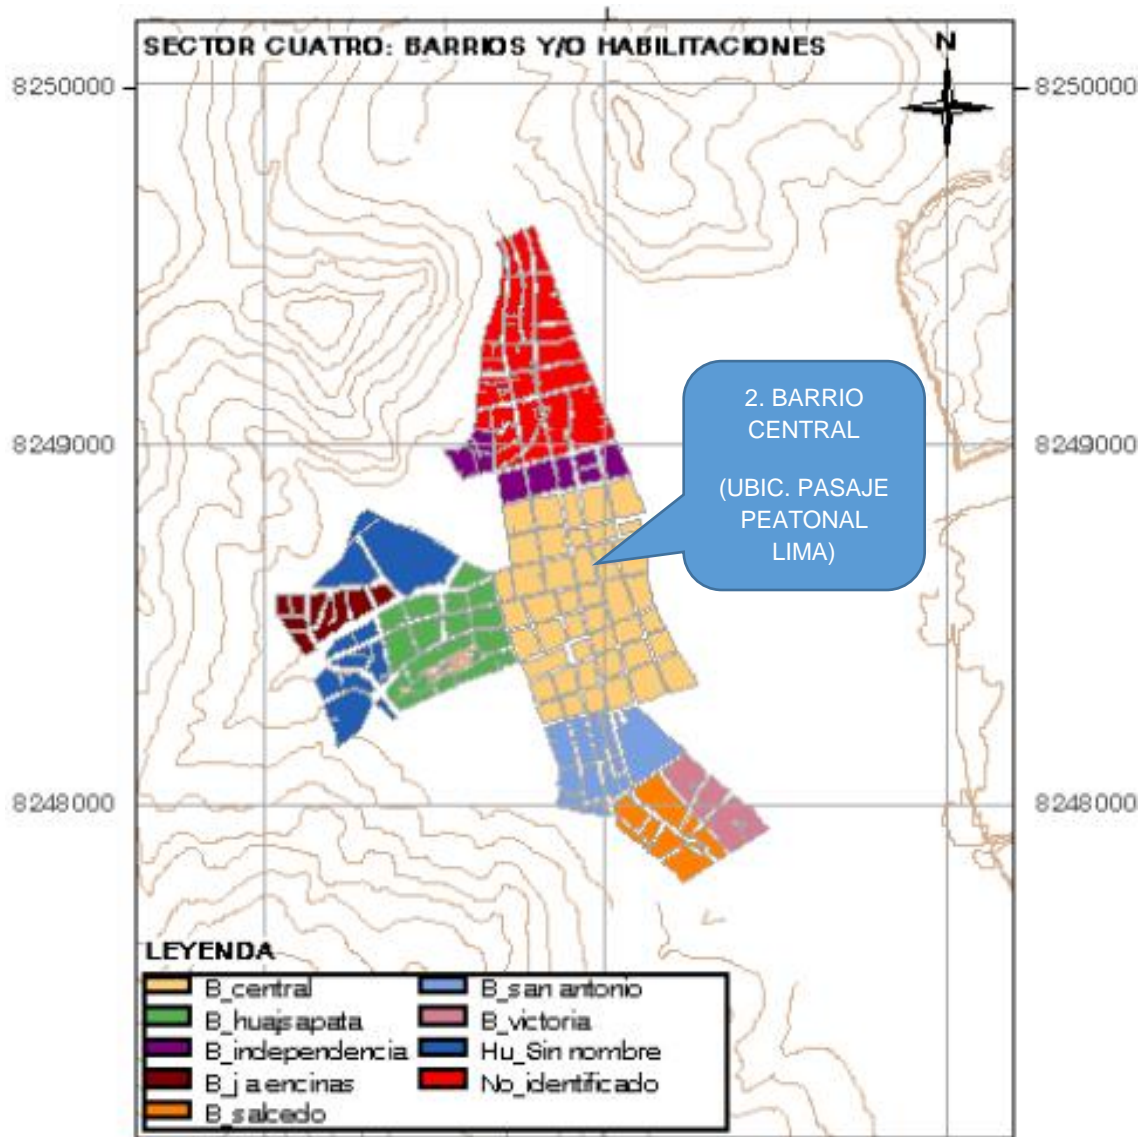 SECTOR CUATRO: BARRIOS Y/O HABILITACIONES
N
8250000
8250000
2. BARRIO
CENTRAL
(UBIC. PASAJE
PEATONAL
LIMA)
8249000
8249000
8248000
8248000
LEYENDA
B_central
B_huajsapata
B_independencia
B_j a encinas
B_salcedo
B_san antonio
B_victoria
Hu_Sin nombre
No_identificado